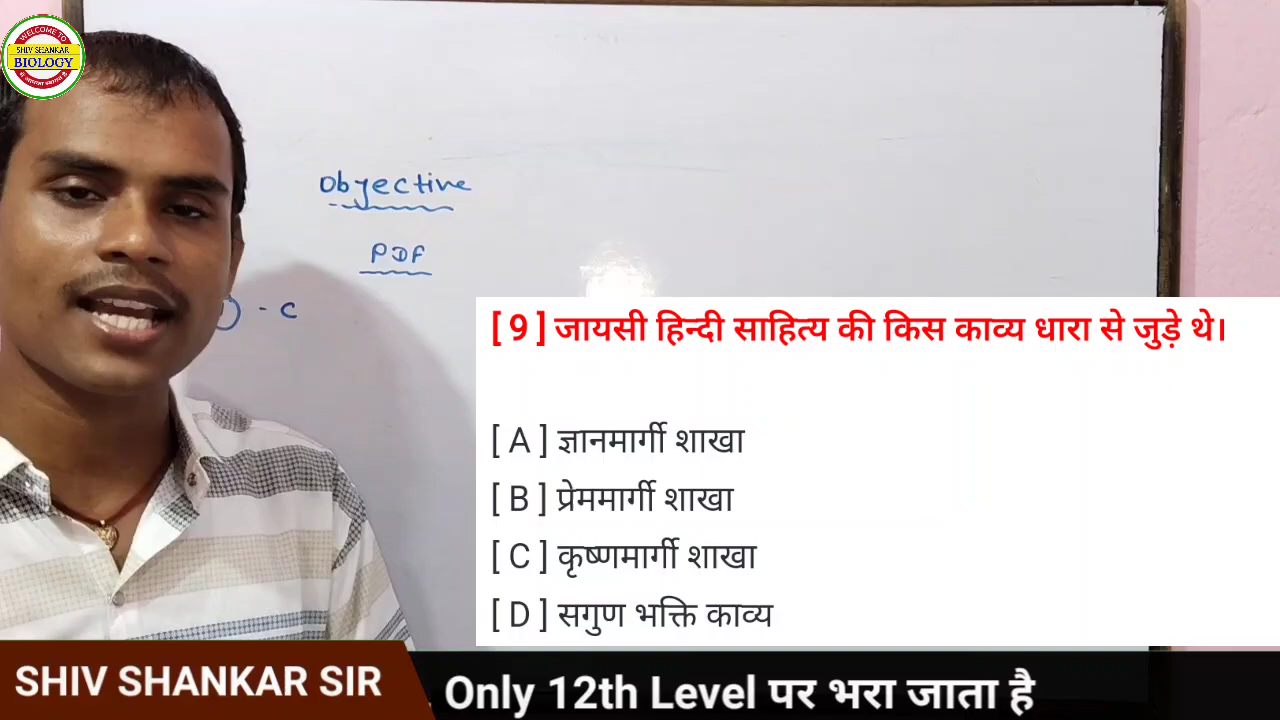 WELCOME TO
SHIV SHANKAR
BIOLOGY
Objective
PDF
) - C
[ 9 ] जायसी हिन्दी साहित्य की किस काव्य धारा से जुड़े थे।
[ A ] ज्ञानमार्गी शाखा
[ B ] प्रेममार्गी शाखा
[ C ] कृष्णमार्गी शाखा
[ D ] सगुण भक्ति काव्य
SHIV SHANKAR SIR
. Only 12th Level पर भरा जाता है